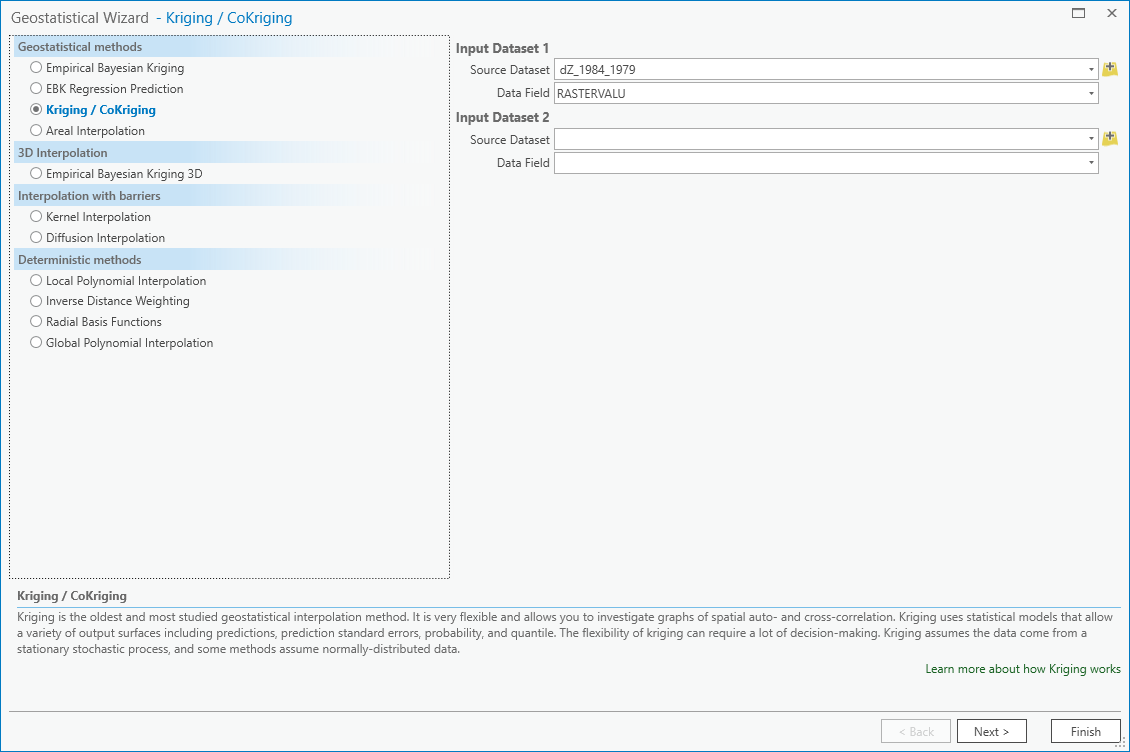 Geostatistical Wizard - Kriging / CoKriging
Geostatistical methods
Empirical Bayesian Kriging
EBK Regression Prediction
Kriging / CoKriging
Areal Interpolation
3D Interpolation
Empirical Bayesian Kriging 3D
Interpolation with barriers
Kernel Interpolation
Diffusion Interpolation
Deterministic methods
Local Polynomial Interpolation
Inverse Distance Weighting
Radial Basis Functions
Global Polynomial Interpolation
Input Dataset 1
Source Dataset dZ_1984_1979
Data Field RASTERVALU
Input Dataset 2
Source Dataset
Data Field
Kriging / CoKriging
Kriging is the oldest and most studied geostatistical interpolation method. It is very flexible and allows you to investigate graphs of spatial auto- and cross-correlation. Kriging uses statistical models that allow
a variety of output surfaces including predictions, prediction standard errors, probability, and quantile. The flexibility of kriging can require a lot of decision-making. Kriging assumes the data come from a
stationary stochastic process, and some methods assume normally-distributed data.
Learn more about how Kriging works
< Back Next > Finish